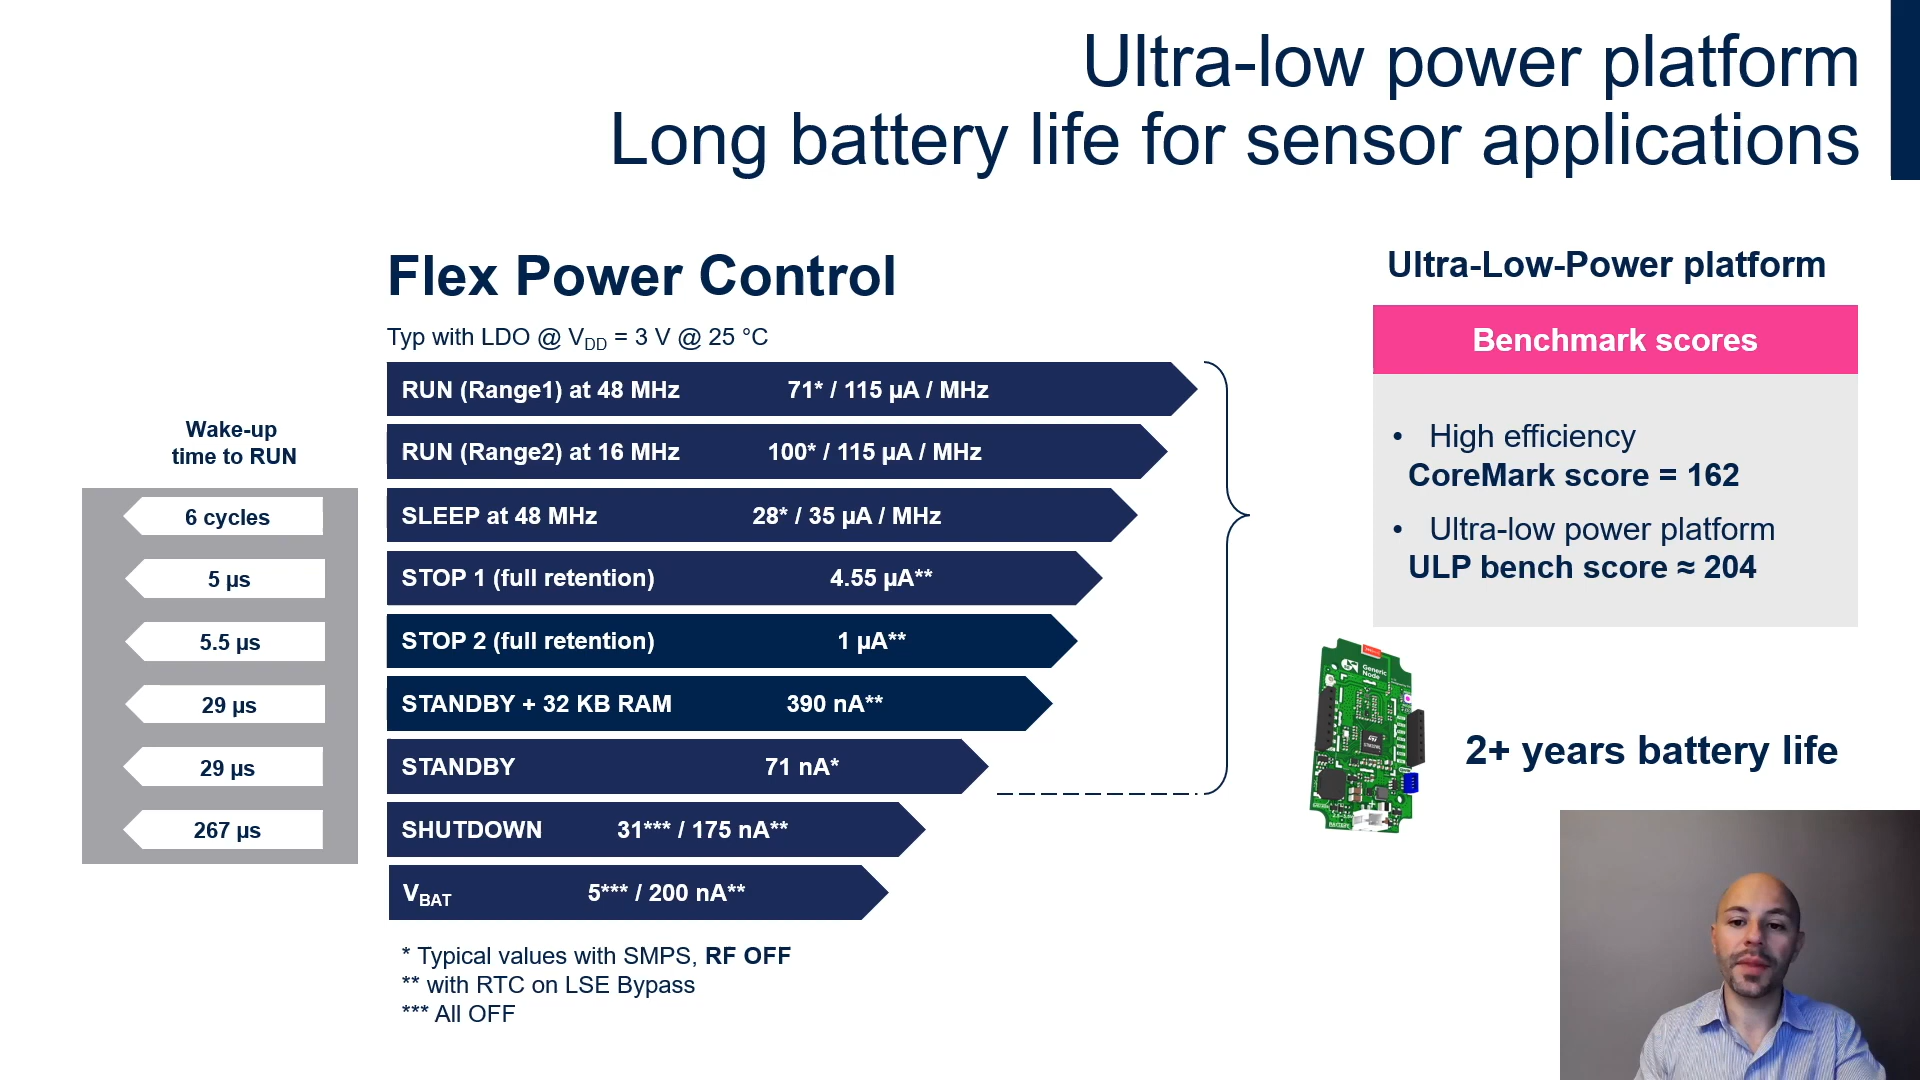 Ultra-low power platform
Long battery life for sensor applications
Flex Power Control
Typ with LDO @ VDD = 3 V @ 25 °C
Wake-up
time to RUN
RUN (Range1) at 48 MHz 71* / 115 µA / MHz
RUN (Range2) at 16 MHz 100* / 115 µA / MHz
6 cycles SLEEP at 48 MHz 28* / 35 µA / MHz
5 µs STOP 1 (full retention) 4.55 µA**
5.5 µs STOP 2 (full retention) 1 µA**
29 µs STANDBY + 32 KB RAM 390 nA**
29 µs STANDBY 71 nA*
267 µs SHUTDOWN 31*** / 175 nA**
VBAT 5*** / 200 nA**
* Typical values with SMPS, RF OFF
** with RTC on LSE Bypass
*** All OFF
Ultra-Low-Power platform
Benchmark scores
• High efficiency
CoreMark score = 162
• Ultra-low power platform
ULP bench score ≈ 204
Generic
Node
2+ years battery life